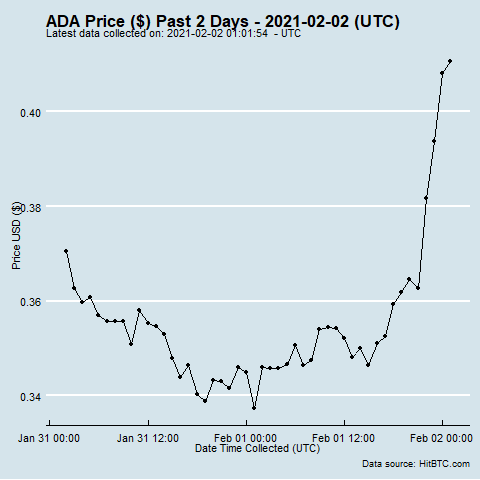 ADA Price ($) Past 2 Days - 2021-02-02 (UTC)
Latest data collected on: 2021-02-02 01:01:54 - UTC
0.40
0.38
0.36
0.34
Price USD ($)
Jan 31 00:00
Jan 31 12:00
Feb 01 00:00
Feb 01 12:00
Feb 02 00:00
Date Time Collected (UTC)
Data source: HitBTC.com